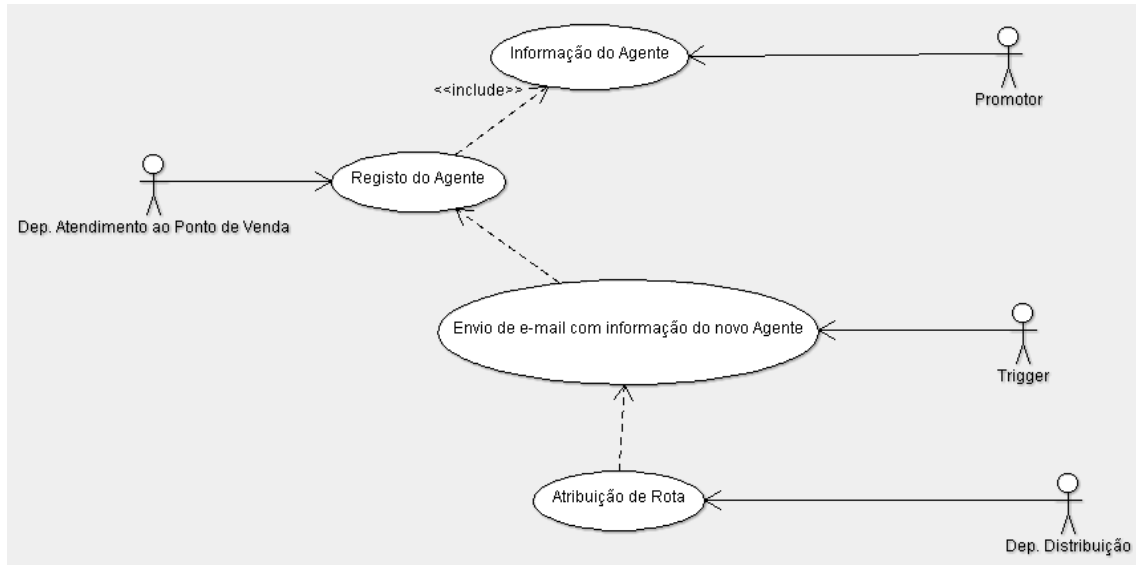 Informação do Agente
<<include>>
Promotor
Registo do Agente
Dep. Atendimento ao Ponto de Venda
Envio de e-mail com informação do novo Agente
Trigger
Atribuição de Rota
Dep. Distribuição